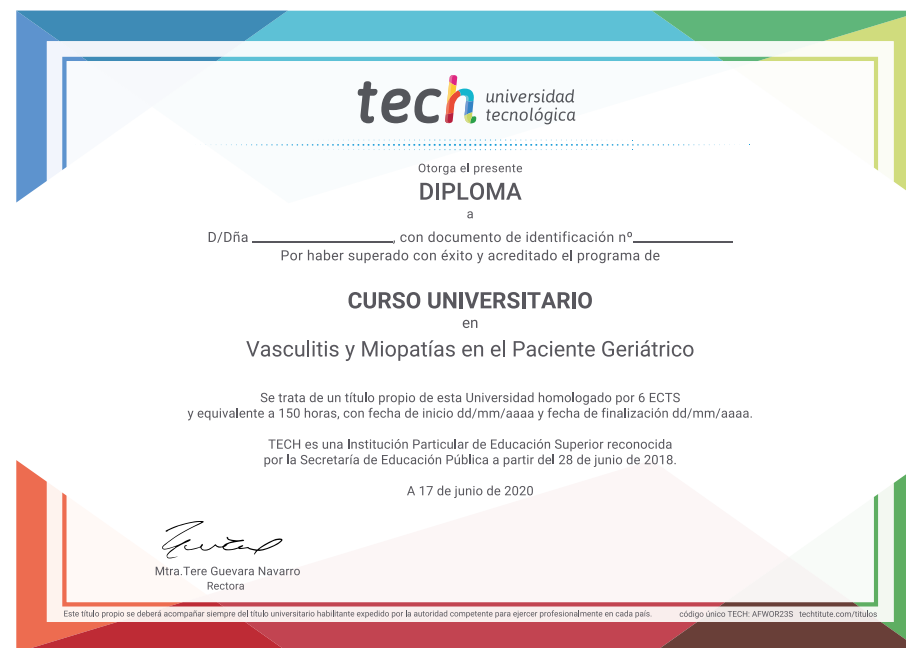 tech universidad
tecnológica
Otorga el presente
DIPLOMA
a
D/Dña ______________, con documento de identificación nº__________
Por haber superado con éxito y acreditado el programa de
CURSO UNIVERSITARIO
en
Vasculitis y Miopatías en el Paciente Geriátrico
Se trata de un título propio de esta Universidad homologado por 6 ECTS
y equivalente a 150 horas, con fecha de inicio dd/mm/aaaa y fecha de finalización dd/mm/aaaa.
TECH es una Institución Particular de Educación Superior reconocida
por la Secretaría de Educación Pública a partir del 28 de junio de 2018.
A 17 de junio de 2020
Mtra.Tere Guevara Navarro
Rectora
Este título propio se deberá acompañar siempre del título universitario habilitante expedido por la autoridad competente para ejercer profesionalmente en cada país. código único TECH: AFWOR23S techtitute.com/titulos